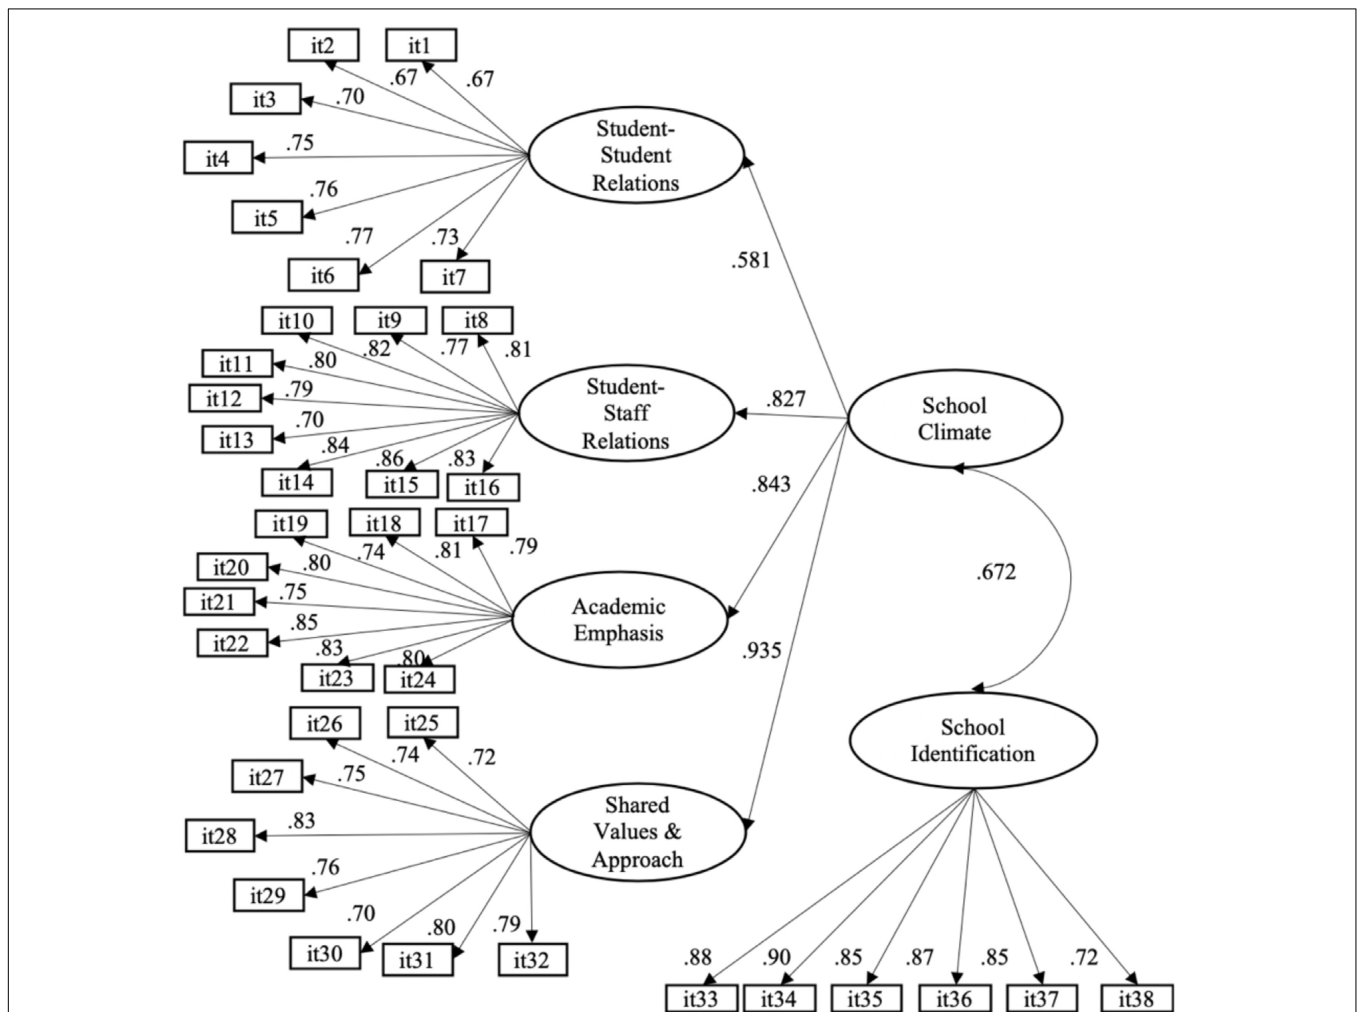 it2
it1
.67
.67
it3
.70
it4
.75
.76
it5
.77
.73
it6
it7
Student-
Student
Relations
.581
it10
it9
it8
.82
.77
.81
it11
.80
it12
.79
it13
.70
.84
it14
.86
.83
it15
it16
Student-
Staff
Relations
.827
School
Climate
.843
it19
it18
it17
.74
.81
.79
it20
.80
it21
.75
it22
.85
.83
.80
it23
it24
Academic
Emphasis
.672
.935
it26
it25
.74
.72
it27
.75
it28
.83
.76
it29
.70
.80
.79
it30
it31
it32
Shared
Values &
Approach
School
Identification
.88
.90
.85
.87
.85
.72
it33
it34
it35
it36
it37
it38